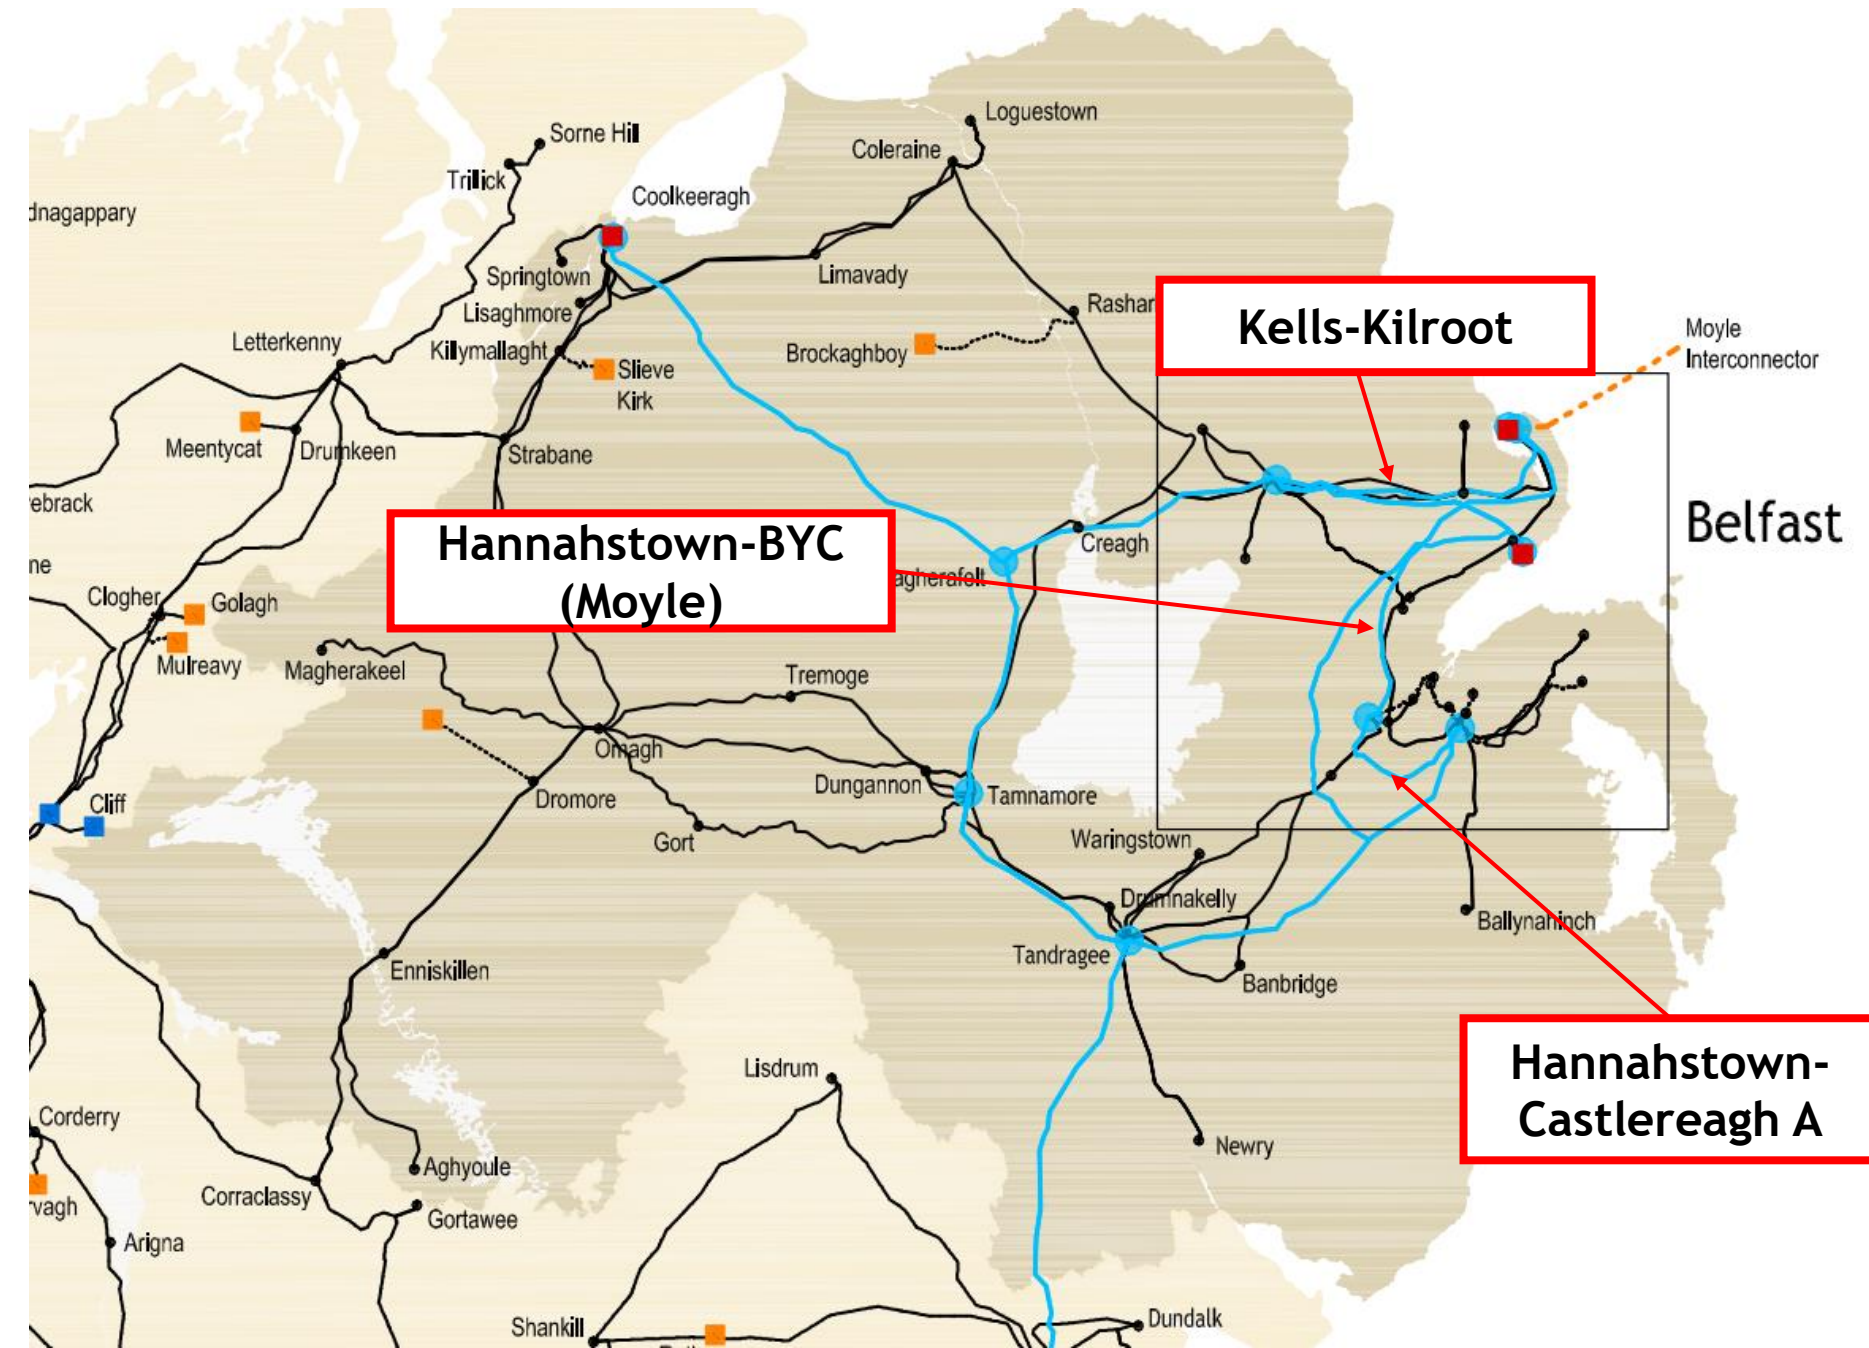 Loguestown
Sorne Hill
Coleraine
Trillick
Coolkeeragh
dnagappary
Springtown
Limavady
Lisaghmore
Rashar
Kells-Kilroot
Moyle
Interconnector
Letterkenny
Killymallaght
Brockaghboy
Slieve
Kirk
Meentycat
Drumkeen
Strabane
ebrack
Belfast
Hannahstown-BYC
(Moyle)
Creagh
agherafelt
ne
Clogher
Golagh
Mulreavy
Magherakeel
Tremoge
Omagh
Dungannon
Tamnamore
Cliff
Dromore
Gort
Waringstown
Drumnakelly
Ballynahinch
Tandragee
Enniskillen
Banbridge
Hannahstown-
Castlereagh A
Lisdrum
Corderry
Newry
Aghyoule
Corraclassy
rvagh
Gortawee
Arigna
Shankill
Dundalk